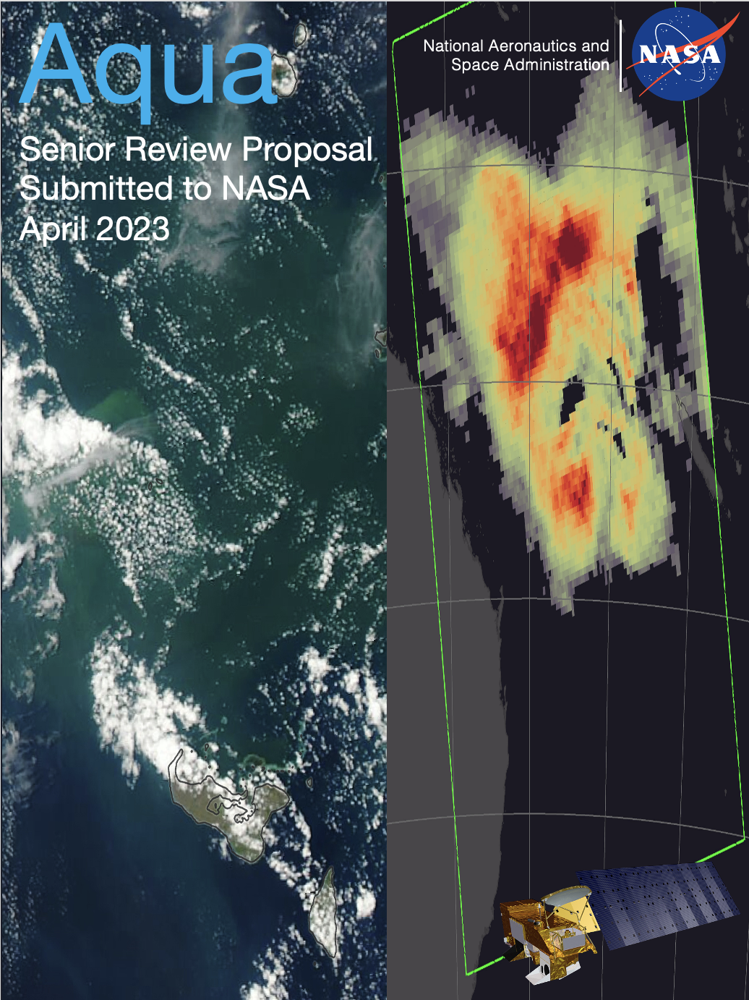 Aqua
Senior Review Proposal
Submitted to NASA
April 2023
National Aeronautics and
Space Administration
NASA